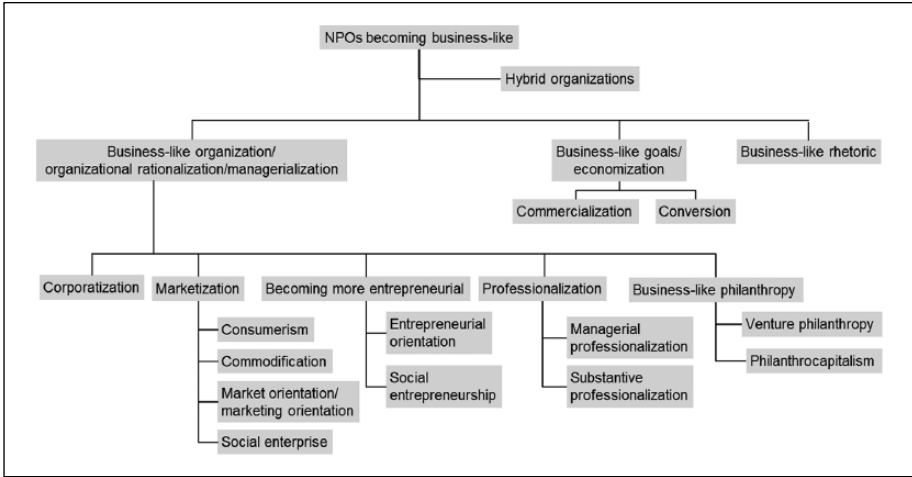 NPOs becoming business-like
Hybrid organizations
Business-like organization/
organizational rationalization/managerialization
Business-like goals/
economization
Business-like rhetoric
Commercialization
Conversion
Corporatization
Marketization
Becoming more entrepreneurial
Professionalization
Business-like philanthropy
Consumerism
Commodification
Market orientation/
marketing orientation
Social enterprise
Entrepreneurial
orientation
Social
entrepreneurship
Managerial
professionalization
Substantive
professionalization
Venture philanthropy
Philanthrocapitalism